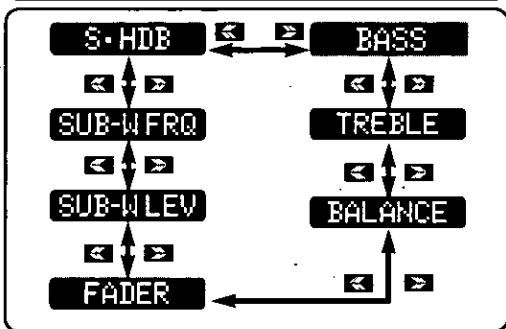 S•HDB « » BASS
« »  « »
SUB-W FRQ TREBLE
« »  « »
SUB-W LEV BALANCE
« »  « »
FADER